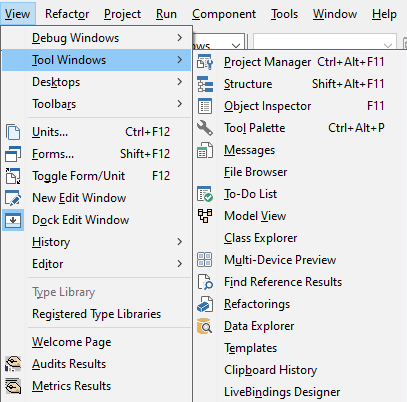 View Refactor Project Run Component Tools Window Help
Debug Windows
Tool Windows
Desktops
Toolbars
Units... Ctrl+F12
Forms... Shift+F12
Toggle Form/Unit F12
New Edit Window
Dock Edit Window
History
Editor
Type Library
Registered Type Libraries
Welcome Page
Audits Results
Metrics Results
Project Manager Ctrl+Alt+F11
Structure Shift+Alt+F11
Object Inspector F11
Tool Palette Ctrl+Alt+P
Messages
File Browser
To-Do List
Model View
Class Explorer
Multi-Device Preview
Find Reference Results
Refactorings
Data Explorer
Templates
Clipboard History
LiveBindings Designer